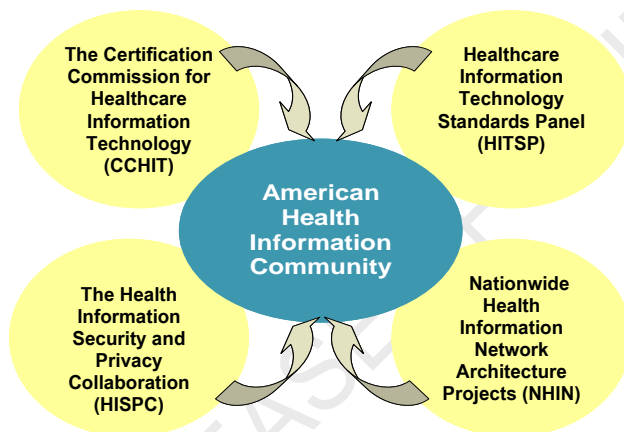 The Certification
Commission for
Healthcare
Information
Technology
(CCHIT)
Healthcare
Information
Technology
Standards Panel
(HITSP)
American
Health
Information
Community
The Health
Information
Security and
Privacy
Collaboration
(HISPC)
Nationwide
Health
Information
Network
Architecture
Projects (NHIN)